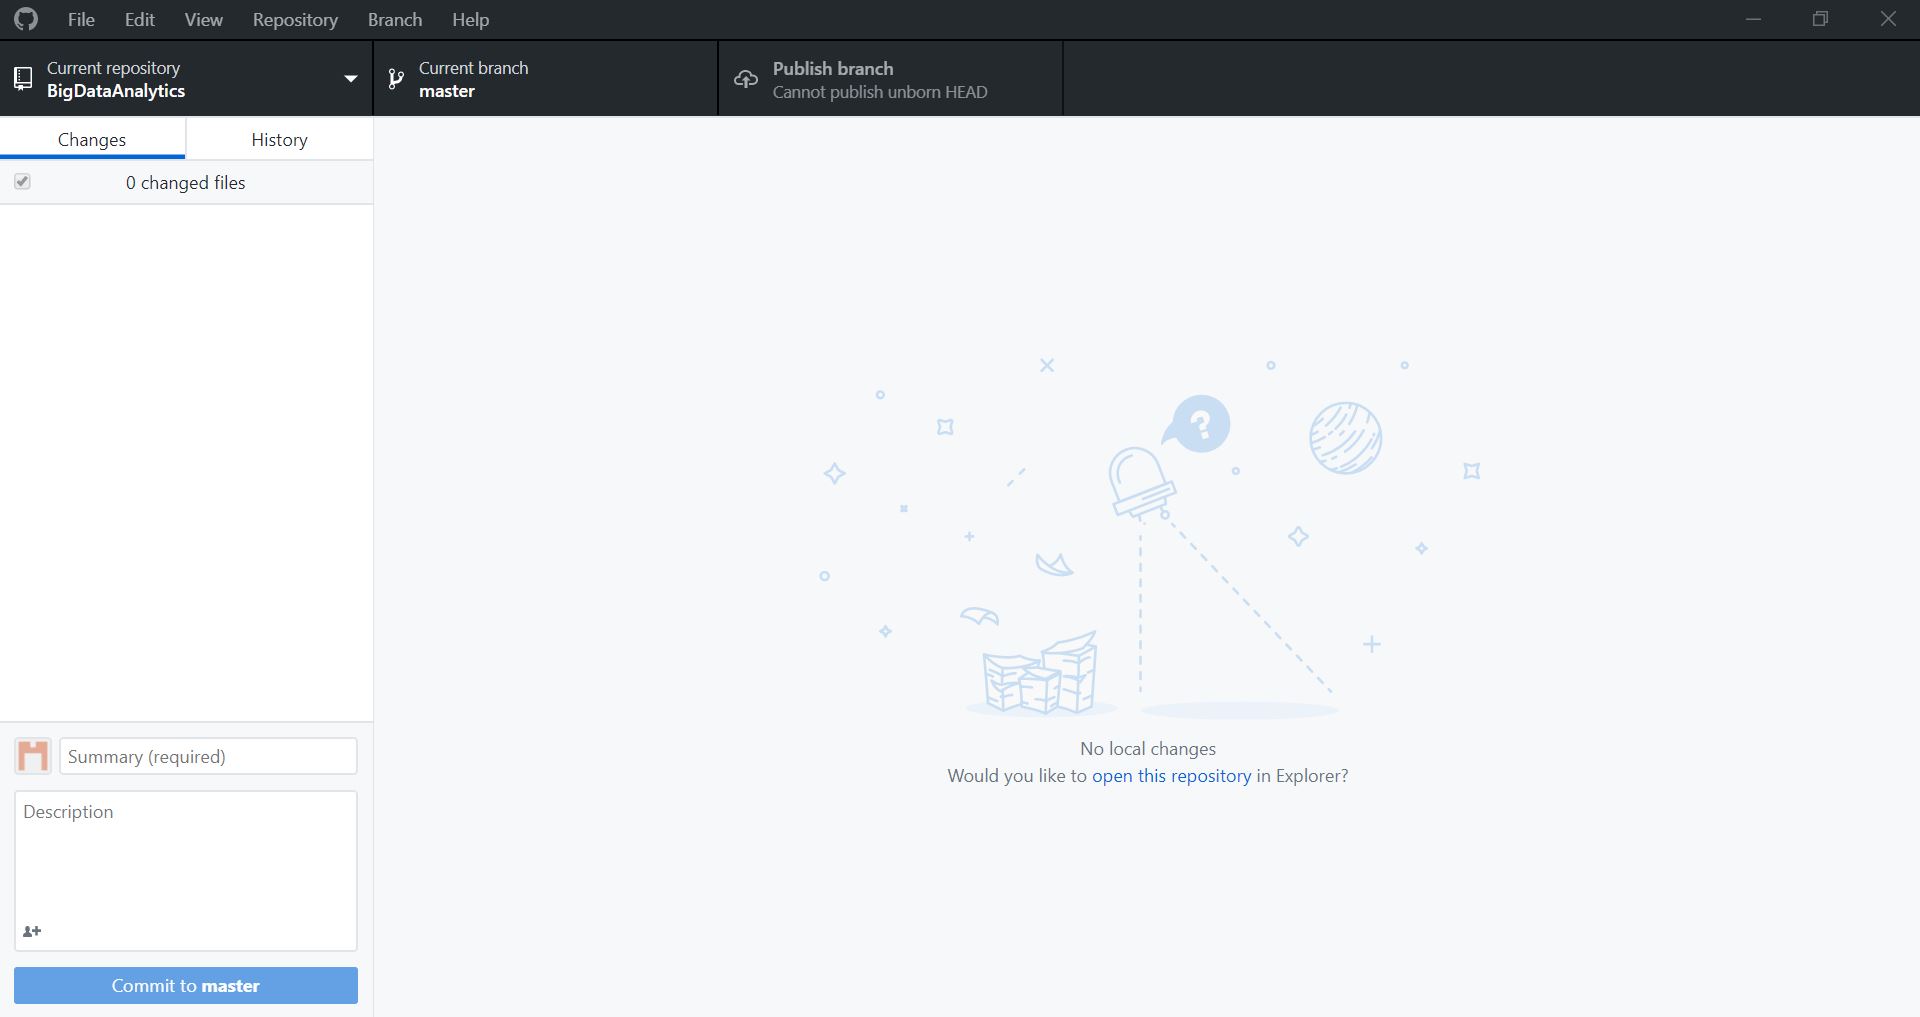 File Edit View Repository Branch Help
Current repository
BigDataAnalytics
Current branch
master
Publish branch
Cannot publish unborn HEAD
Changes
History
0 changed files
?
No local changes
Would you like to open this repository in Explorer?
Summary (required)
Description
Commit to master